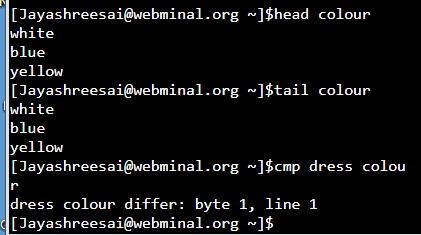 [Jayashreesai@webminal.org ~]$head colour
white
blue
yellow
[Jayashreesai@webminal.org ~]$tail colour
white
blue
yellow
[Jayashreesai@webminal.org ~]$cmp dress colou
r
dress colour differ: byte 1, line 1
[Jayashreesai@webminal.org ~]$